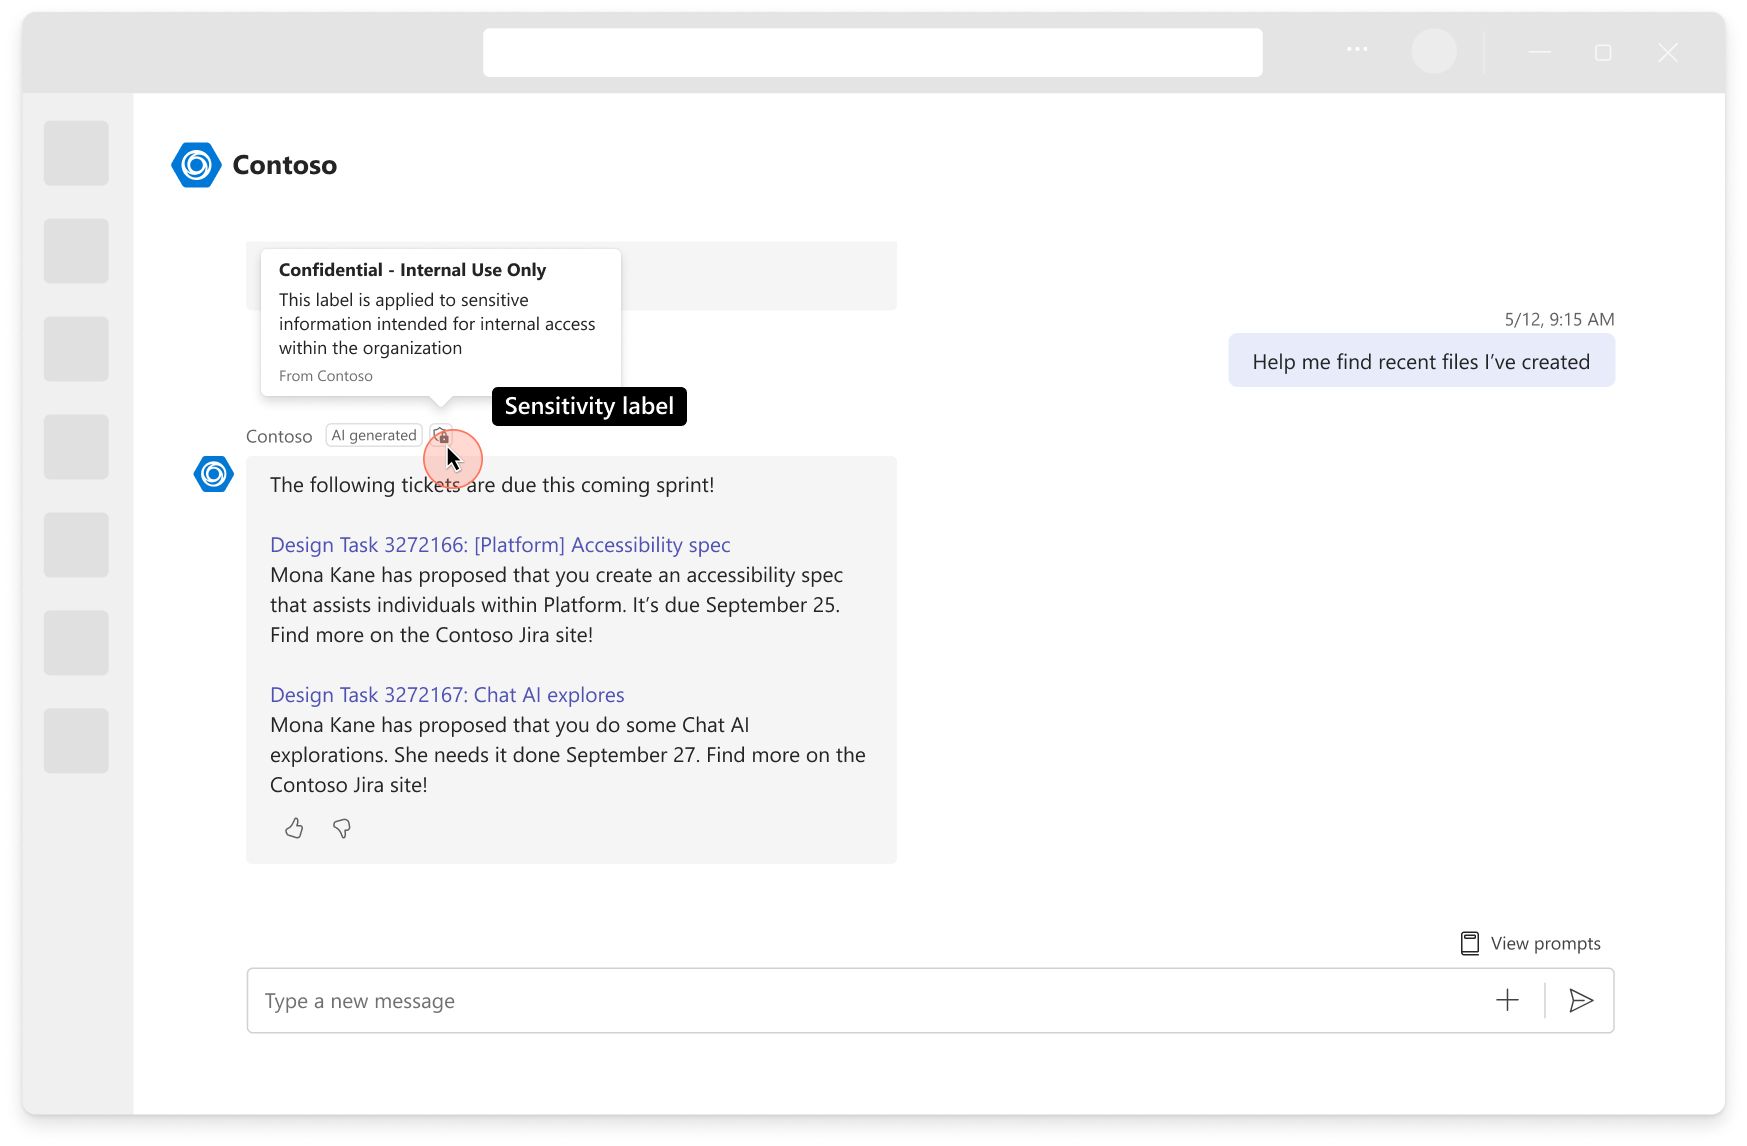 Contoso
Confidential - Internal Use Only
This label is applied to sensitive
information intended for internal access
within the organization
From Contoso
5/12, 9:15 AM
Help me find recent files I’ve created
Sensitivity label
Contoso AI generated
The following tickets are due this coming sprint!
Design Task 3272166: [Platform] Accessibility spec
Mona Kane has proposed that you create an accessibility spec
that assists individuals within Platform. It’s due September 25.
Find more on the Contoso Jira site!
Design Task 3272167: Chat AI explores
Mona Kane has proposed that you do some Chat AI
explorations. She needs it done September 27. Find more on the
Contoso Jira site!
View prompts
Type a new message